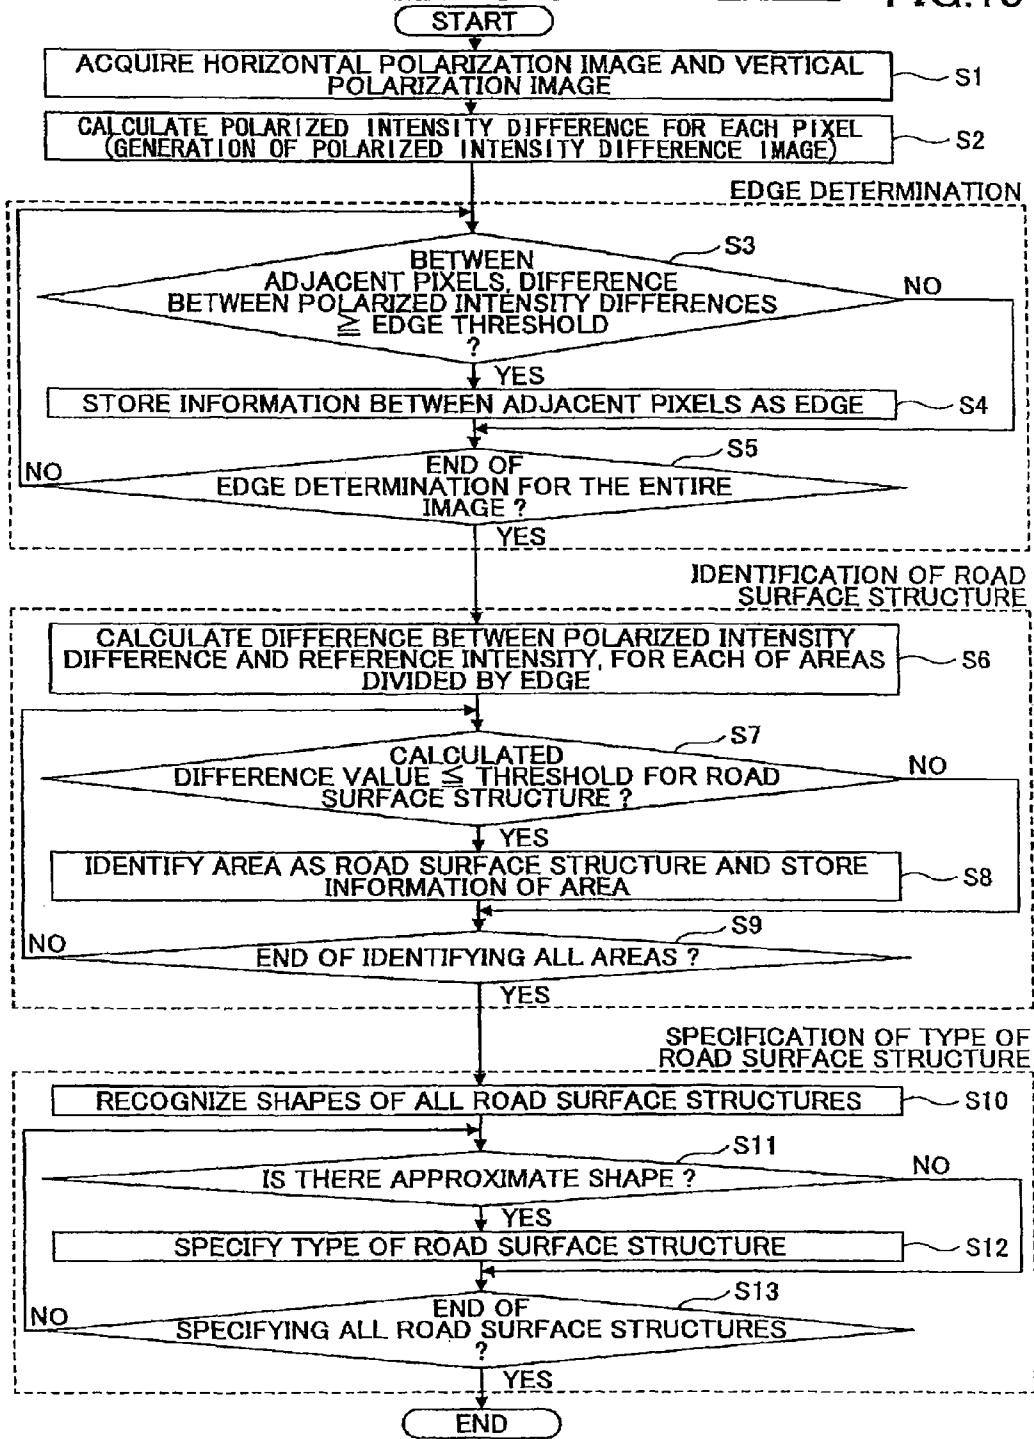 START
ACQUIRE HORIZONTAL POLARIZATION IMAGE AND VERTICAL
POLARIZATION IMAGE
S1
CALCULATE POLARIZED INTENSITY DIFFERENCE FOR EACH PIXEL
(GENERATION OF POLARIZED INTENSITY DIFFERENCE IMAGE)
S2
EDGE DETERMINATION
S3
BETWEEN
ADJACENT PIXELS, DIFFERENCE
BETWEEN POLARIZED INTENSITY DIFFERENCES
≧ EDGE THRESHOLD
?
NO
YES
STORE INFORMATION BETWEEN ADJACENT PIXELS AS EDGE
S4
S5
NO
END OF
EDGE DETERMINATION FOR THE ENTIRE
IMAGE ?
YES
IDENTIFICATION OF ROAD
SURFACE STRUCTURE
CALCULATE DIFFERENCE BETWEEN POLARIZED INTENSITY
DIFFERENCE AND REFERENCE INTENSITY, FOR EACH OF AREAS
DIVIDED BY EDGE
S6
S7
CALCULATED
DIFFERENCE VALUE ≦ THRESHOLD FOR ROAD
SURFACE STRUCTURE ?
NO
YES
IDENTIFY AREA AS ROAD SURFACE STRUCTURE AND STORE
INFORMATION OF AREA
S8
S9
NO
END OF IDENTIFYING ALL AREAS ?
YES
SPECIFICATION OF TYPE OF
ROAD SURFACE STRUCTURE
RECOGNIZE SHAPES OF ALL ROAD SURFACE STRUCTURES
S10
S11
IS THERE APPROXIMATE SHAPE ?
NO
YES
SPECIFY TYPE OF ROAD SURFACE STRUCTURE
S12
S13
NO
END OF
SPECIFYING ALL ROAD SURFACE STRUCTURES
?
YES
END